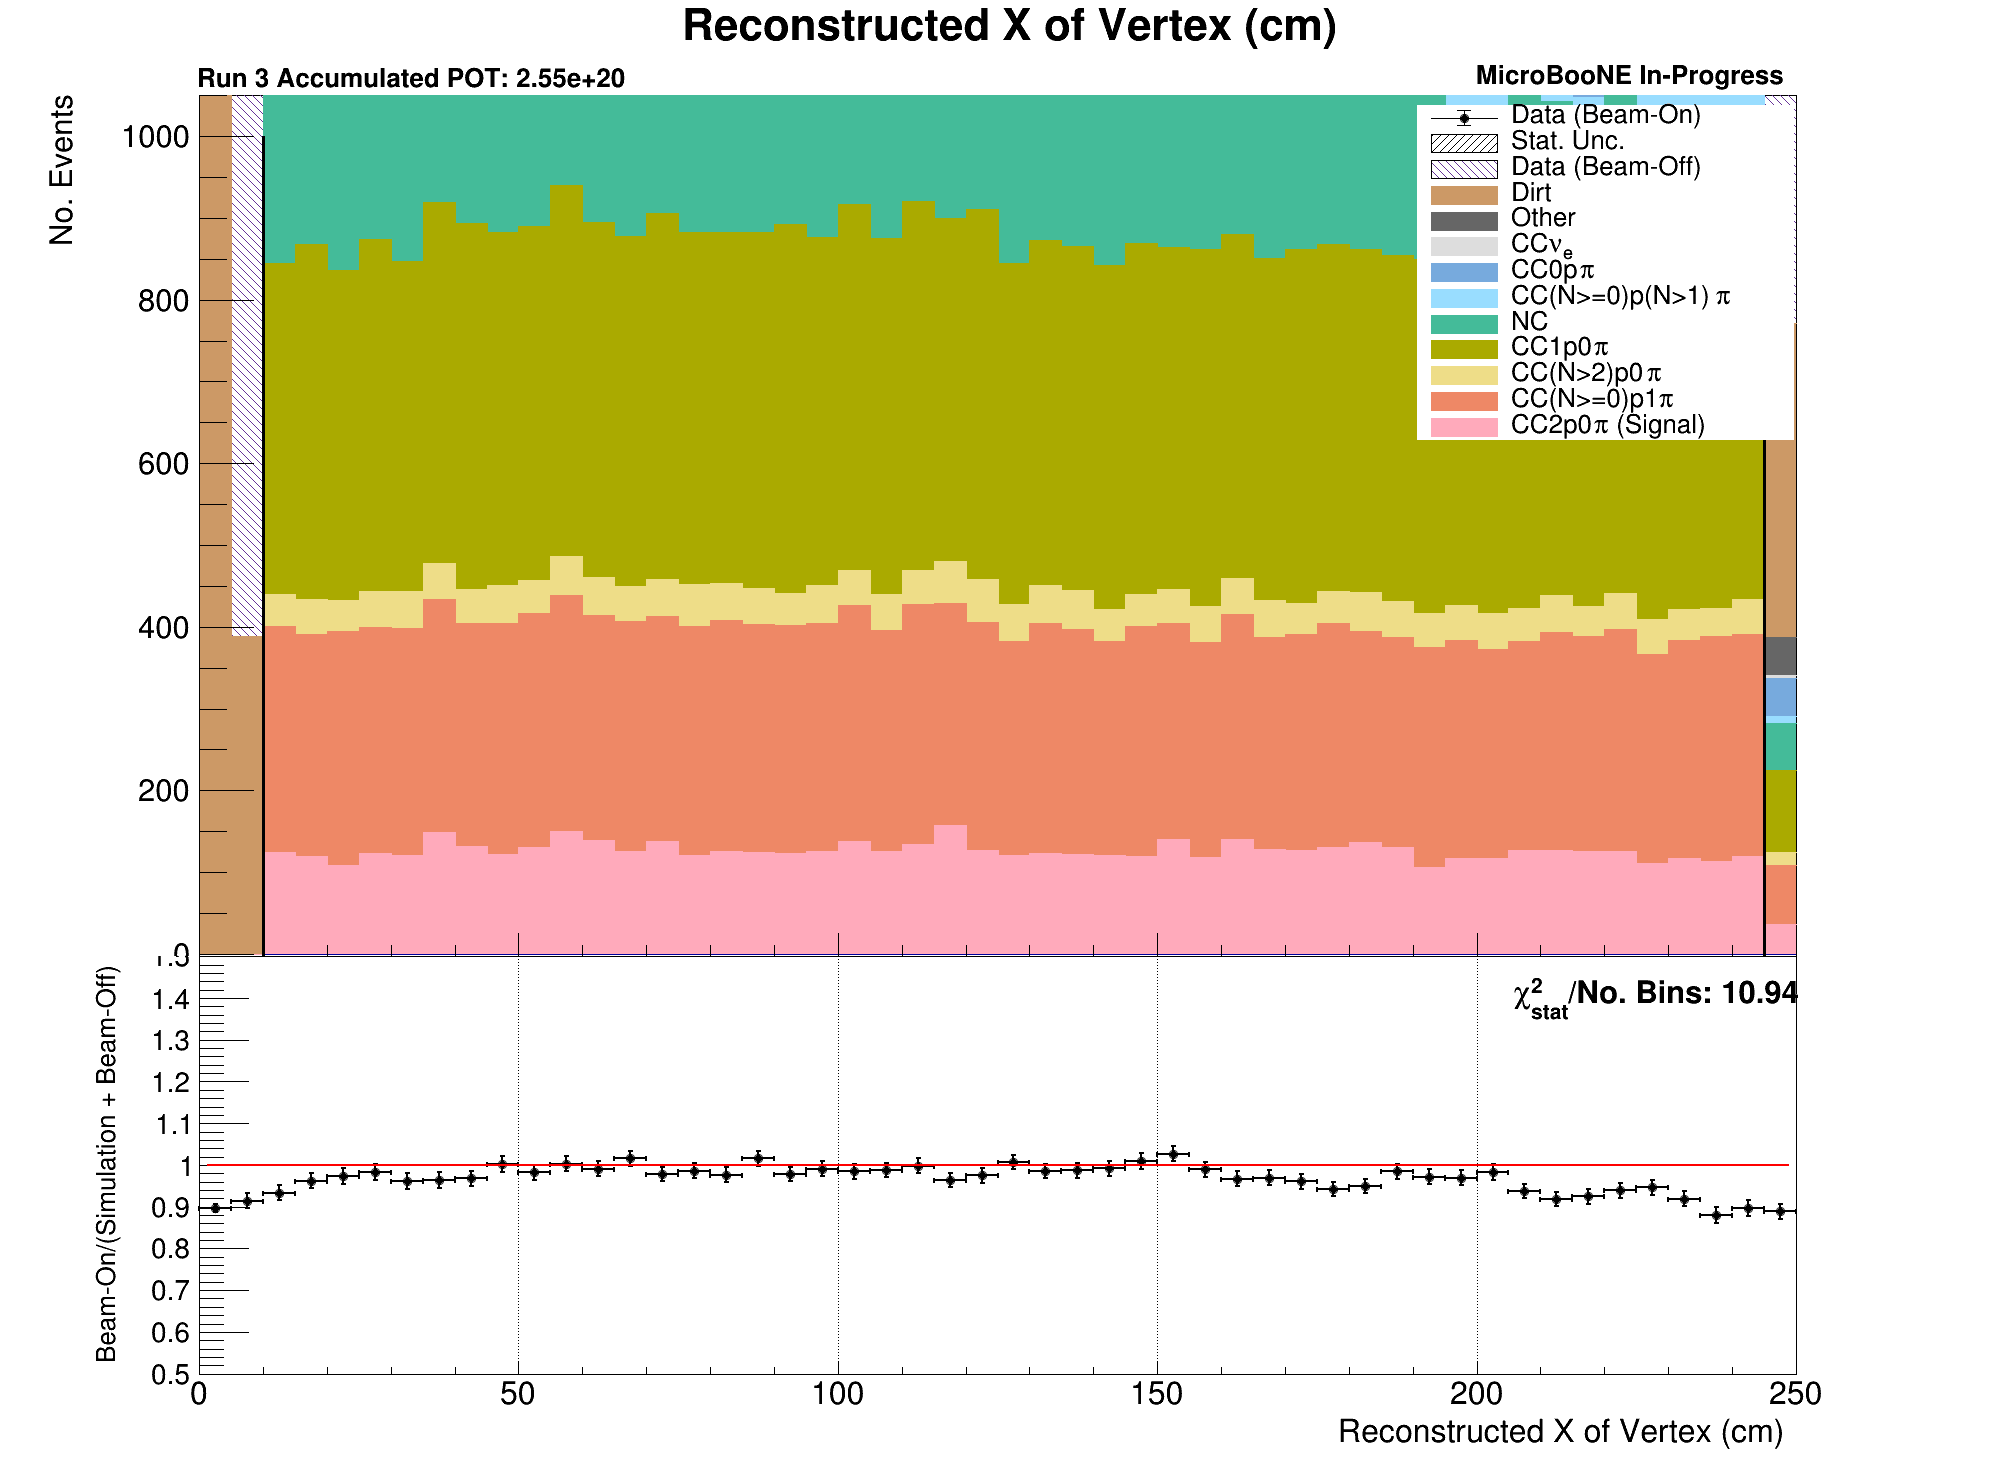 Reconstructed X of Vertex (cm)
Run 3 Accumulated POT: 2.55e+20
MicroBooNE In-Progress
No. Events
1000
800
600
400
200
0
Data (Beam-On)
Stat. Unc.
Data (Beam-Off)
Dirt
Other
CCνe
CC0pπ
CC(N>=0)p(N>1) π
NC
CC1p0π
CC(N>2)p0π
CC(N>=0)p1π
CC2p0π (Signal)
Beam-On/(Simulation + Beam-Off)
1.5
1.4
1.3
1.2
1.1
1
0.9
0.8
0.7
0.6
0.5
χ2stat/No. Bins: 10.94
0 50 100 150 200 250
Reconstructed X of Vertex (cm)